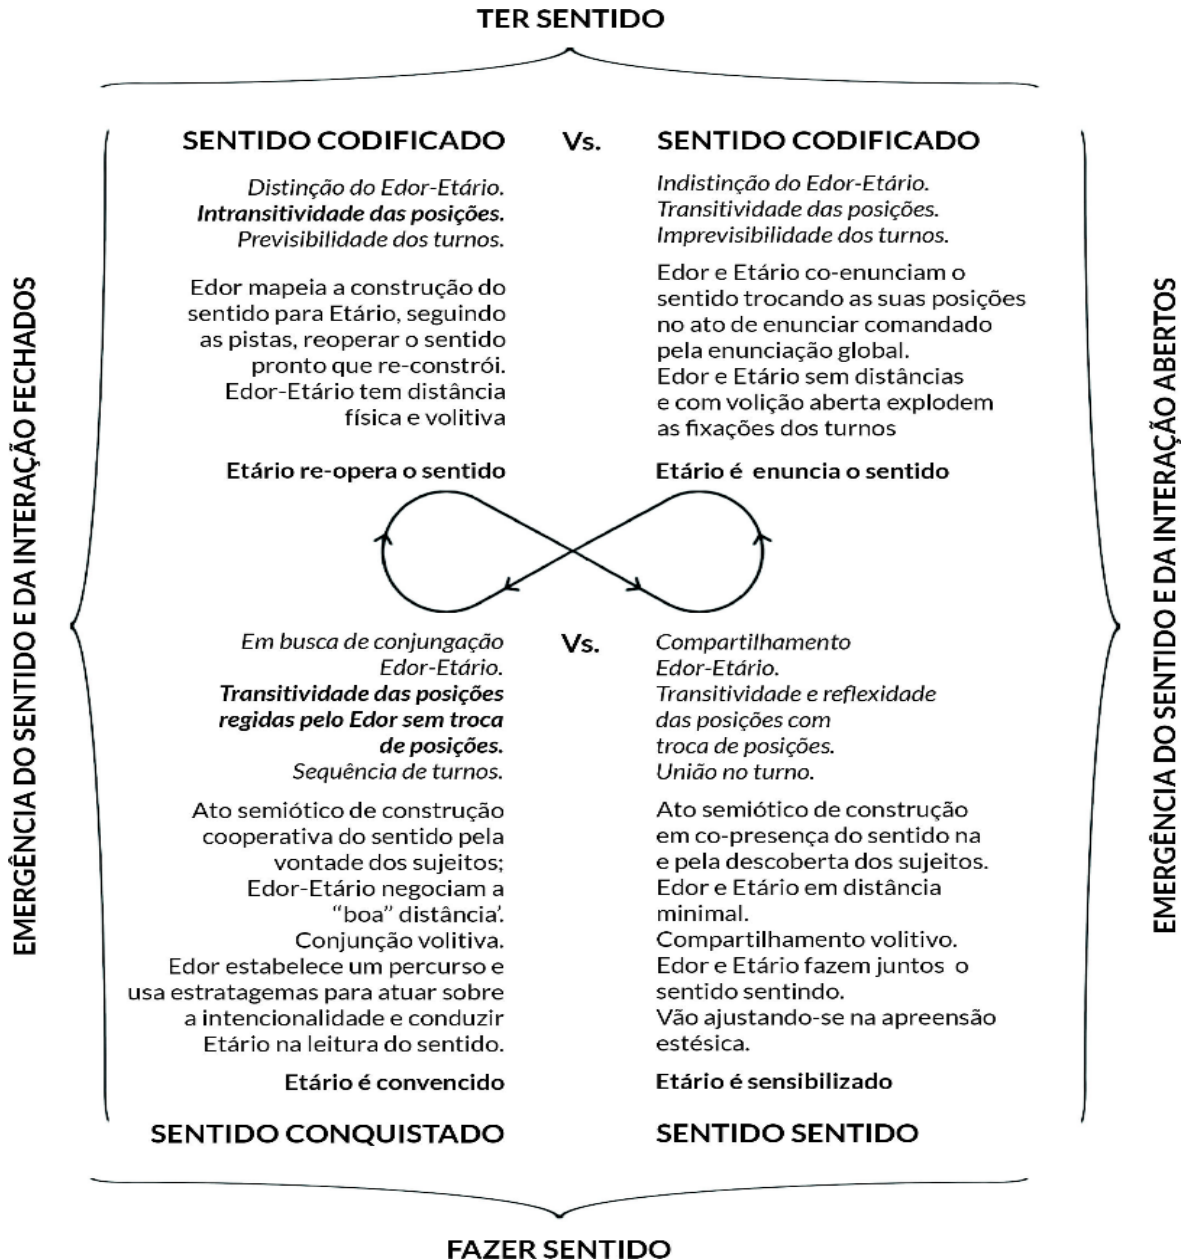 TER SENTIDO
EMERGÊNCIA DO SENTIDO E DA INTERAÇÃO FECHADOS
SENTIDO CODIFICADO
Distinção do Edor-Etário.
Intransitividade das posições.
Previsibilidade dos turnos.
Edor mapeia a construção do
sentido para Etário, seguindo
as pistas, reoperar o sentido
pronto que re-constrói.
Edor-Etário tem distância
física e volitiva
Etário re-opera o sentido
Vs.
SENTIDO CODIFICADO
Indistinção do Edor-Etário.
Transitividade das posições.
Imprevisibilidade dos turnos.
Edor e Etário co-enunciam o
sentido trocando as suas posições
no ato de enunciar comandado
pela enunciação global.
Edor e Etário sem distâncias
e com volição aberta explodem
as fixações dos turnos
Etário é enuncia o sentido
Em busca de conjungação
Edor-Etário.
Transitividade das posições
regidas pelo Edor sem troca
de posições.
Sequência de turnos.
Ato semiótico de construção
cooperativa do sentido pela
vontade dos sujeitos;
Edor-Etário negociam a
“boa” distância’.
Conjunção volitiva.
Edor estabelece um percurso e
usa estratagemas para atuar sobre
a intencionalidade e conduzir
Etário na leitura do sentido.
Etário é convencido
SENTIDO CONQUISTADO
Vs.
Compartilhamento
Edor-Etário.
Transitividade e reflexidade
das posições com
troca de posições.
União no turno.
Ato semiótico de construção
em co-presença do sentido na
e pela descoberta dos sujeitos.
Edor e Etário em distância
minimal.
Compartilhamento volitivo.
Edor e Etário fazem juntos o
sentido sentindo.
Vão ajustando-se na apreensão
estésica.
Etário é sensibilizado
SENTIDO SENTIDO
EMERGÊNCIA DO SENTIDO E DA INTERAÇÃO ABERTOS
FAZER SENTIDO